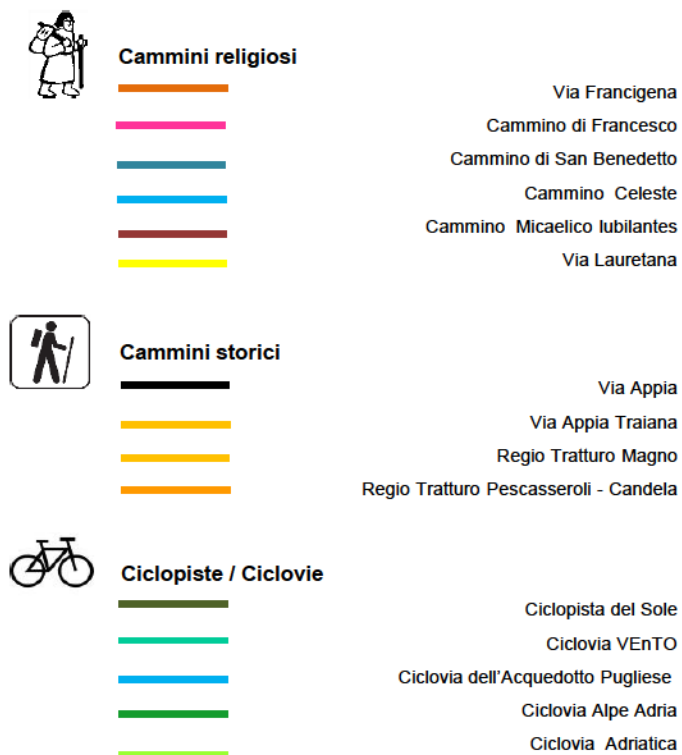 Cammini religiosi
Via Francigena
Cammino di Francesco
Cammino di San Benedetto
Cammino Celeste
Cammino Micaelico Iubilantes
Via Lauretana
Cammini storici
Via Appia
Via Appia Traiana
Regio Tratturo Magno
Regio Tratturo Pescasseroli - Candela
Ciclopiste / Ciclovie
Ciclopista del Sole
Ciclovia VEnTO
Ciclovia dell'Acquedotto Pugliese
Ciclovia Alpe Adria
Ciclovia Adriatica